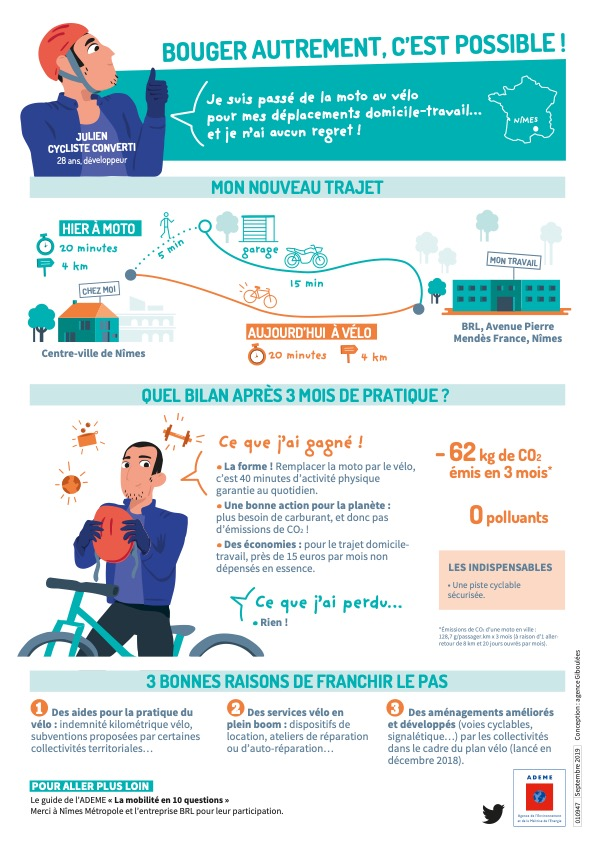 BOUGER AUTREMENT, C'EST POSSIBLE !
Je suis passé de la moto au vélo
pour mes déplacements domicile-travail...
et je n'ai aucun regret !
NÎMES
JULIEN
CYCLISTE CONVERTI
28 ans, développeur
MON NOUVEAU TRAJET
HIER À MOTO
20 minutes
4 km
5 min
garage
15 min
CHEZ MOI
MON TRAVAIL
Centre-ville de Nîmes
AUJOURD'HUI À VÉLO
20 minutes
4 km
BRL, Avenue Pierre
Mendès France, Nîmes
QUEL BILAN APRÈS 3 MOIS DE PRATIQUE ?
Ce que j'ai gagné !
• La forme ! Remplacer la moto par le vélo,
c'est 40 minutes d'activité physique
garantie au quotidien.
• Une bonne action pour la planète :
plus besoin de carburant, et donc pas
d'émissions de CO₂ !
• Des économies : pour le trajet domicile-
travail, près de 15 euros par mois non
dépensés en essence.
Ce que j'ai perdu...
• Rien !
- 62 kg de CO₂
émis en 3 mois*
0 polluants
LES INDISPENSABLES
• Une piste cyclable
sécurisée.
*Émissions de CO₂ d'une moto en ville :
128,7 g/passager.km x 3 mois (à raison d'1 aller-
retour de 8 km et 20 jours ouvrés par mois).
3 BONNES RAISONS DE FRANCHIR LE PAS
1 Des aides pour la pratique du
vélo : indemnité kilométrique vélo,
subventions proposées par certaines
collectivités territoriales…
2 Des services vélo en
plein boom : dispositifs de
location, ateliers de réparation
ou d'auto-réparation…
3 Des aménagements améliorés
et développés (voies cyclables,
signalétique…) par les collectivités
dans le cadre du plan vélo (lancé en
décembre 2018).
POUR ALLER PLUS LOIN
Le guide de l'ADEME « La mobilité en 10 questions »
Merci à Nîmes Métropole et l'entreprise BRL pour leur participation.
ADEME
Agence de l'Environnement
et de la Maîtrise de l'Energie
010947 | Septembre 2019 | Conception : agence Giboulées